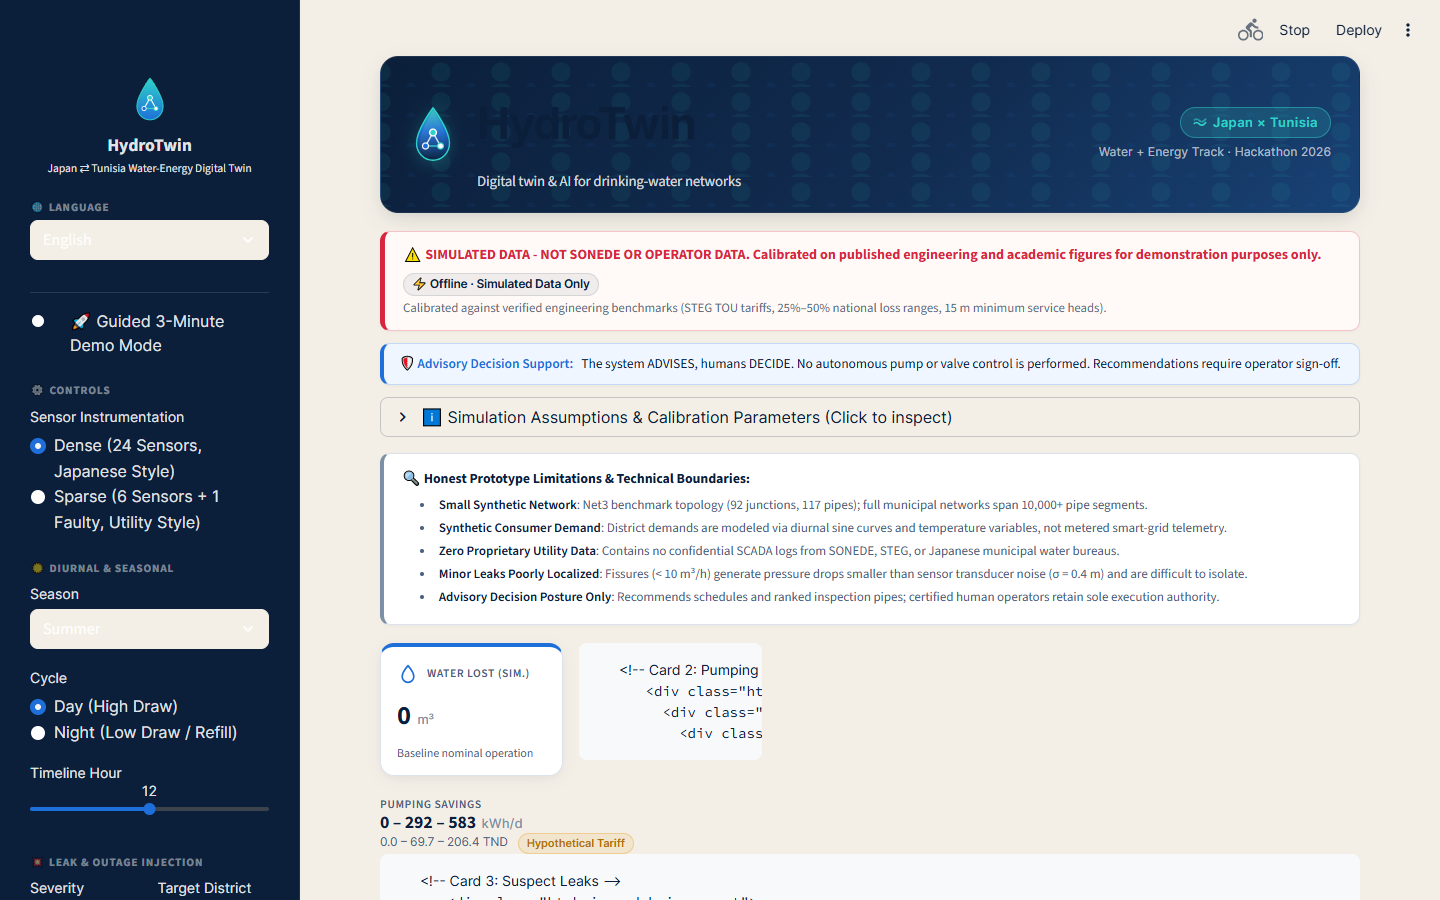 Stop
Deploy
HydroTwin
Japan ⇄ Tunisia Water-Energy Digital Twin
LANGUAGE
English
🚀 Guided 3-Minute
Demo Mode
CONTROLS
Sensor Instrumentation
Dense (24 Sensors,
Japanese Style)
Sparse (6 Sensors + 1
Faulty, Utility Style)
DIURNAL & SEASONAL
Season
Summer
Cycle
Day (High Draw)
Night (Low Draw / Refill)
Timeline Hour
12
LEAK & OUTAGE INJECTION
Severity
Target District
HydroTwin
Digital twin & AI for drinking-water networks
Japan × Tunisia
Water + Energy Track · Hackathon 2026
⚠️ SIMULATED DATA - NOT SONEDE OR OPERATOR DATA. Calibrated on published engineering and academic figures for demonstration purposes only.
⚡ Offline · Simulated Data Only
Calibrated against verified engineering benchmarks (STEG TOU tariffs, 25%–50% national loss ranges, 15 m minimum service heads).
Advisory Decision Support: The system ADVISES, humans DECIDE. No autonomous pump or valve control is performed. Recommendations require operator sign-off.
ℹ️ Simulation Assumptions & Calibration Parameters (Click to inspect)
🔍 Honest Prototype Limitations & Technical Boundaries:
• Small Synthetic Network: Net3 benchmark topology (92 junctions, 117 pipes); full municipal networks span 10,000+ pipe segments.
• Synthetic Consumer Demand: District demands are modeled via diurnal sine curves and temperature variables, not metered smart-grid telemetry.
• Zero Proprietary Utility Data: Contains no confidential SCADA logs from SONEDE, STEG, or Japanese municipal water bureaus.
• Minor Leaks Poorly Localized: Fissures (< 10 m³/h) generate pressure drops smaller than sensor transducer noise (σ = 0.4 m) and are difficult to isolate.
• Advisory Decision Posture Only: Recommends schedules and ranked inspection pipes; certified human operators retain sole execution authority.
WATER LOST (SIM.)
0 m³
Baseline nominal operation
<!-- Card 2: Pumping
<div class="ht
<div class="
<div class
PUMPING SAVINGS
0 – 292 – 583 kWh/d
0.0 – 69.7 – 206.4 TND Hypothetical Tariff
<!-- Card 3: Suspect Leaks -->